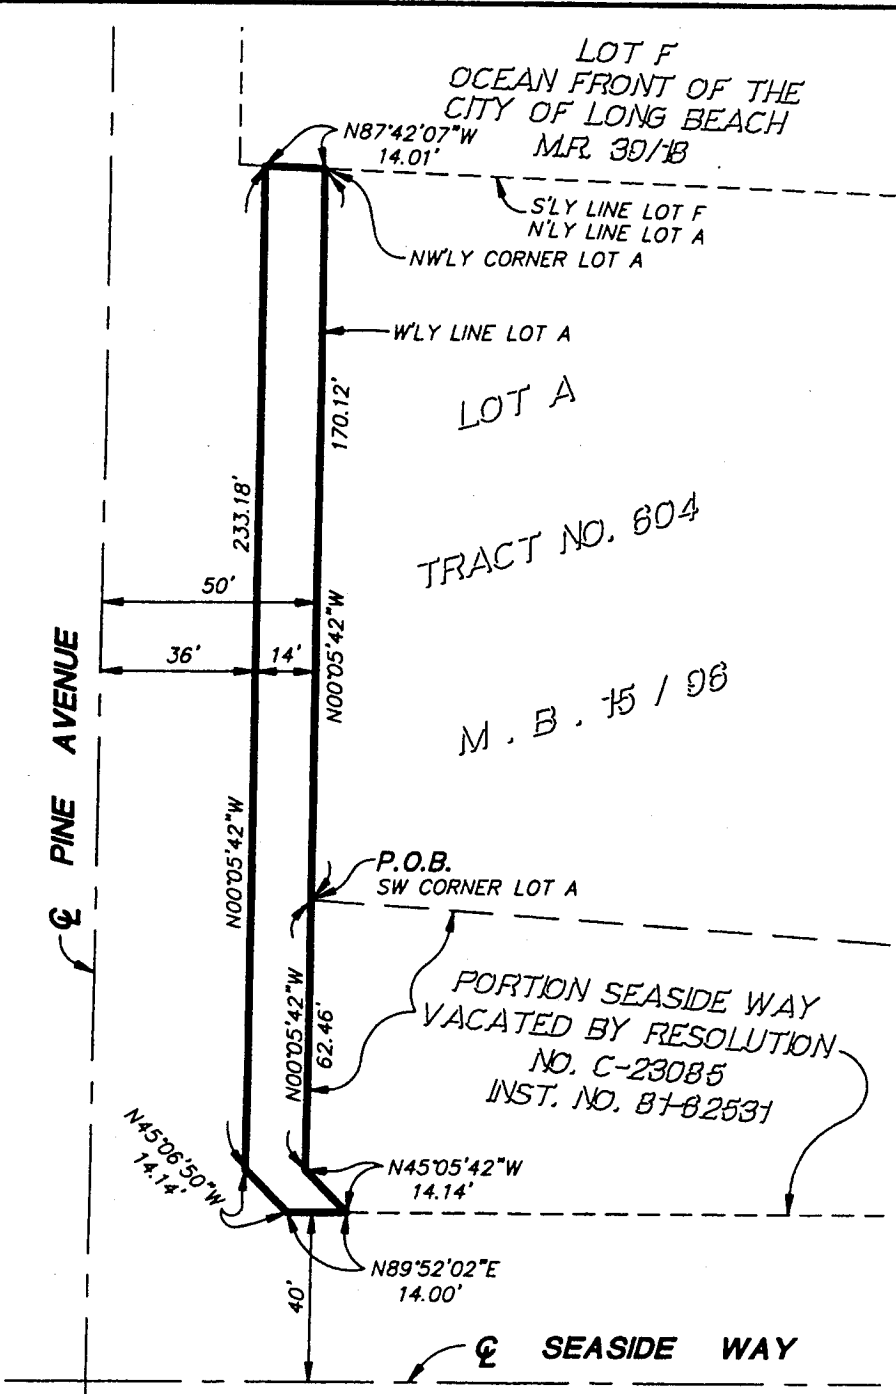 LOT F
OCEAN FRONT OF THE
CITY OF LONG BEACH
M.R. 39/18
N87°42'07"W
14.01'
S'LY LINE LOT F
N'LY LINE LOT A
NW'LY CORNER LOT A
W'LY LINE LOT A
170.12'
LOT A
233.18'
TRACT NO. 604
50'
N00°05'42"W
36'
14'
M . B . 15 / 96
℄ PINE AVENUE
N00°05'42"W
P.O.B.
SW CORNER LOT A
N00°05'42"W
62.46'
PORTION SEASIDE WAY
VACATED BY RESOLUTION
NO. C-23085
INST. NO. 81-62531
N45°06'50"W
14.14'
N45°05'42"W
14.14'
N89°52'02"E
14.00'
40'
℄ SEASIDE WAY